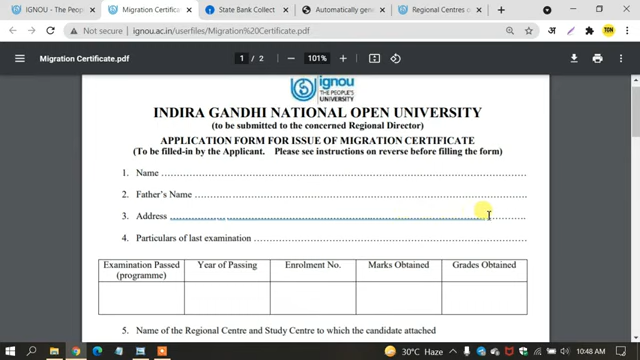 IGNOU - The Peop
Migration Certificate
State Bank Collect
Automatically gene
Regional Centres o
Not secure | ignou.ac.in/userfiles/Migration%20Certificate.pdf
अ
TON
Migration Certificate.pdf
1 / 2
101%
ignou
THE PEOPLE'S
UNIVERSITY
INDIRA GANDHI NATIONAL OPEN UNIVERSITY
(to be submitted to the concerned Regional Director)
APPLICATION FORM FOR ISSUE OF MIGRATION CERTIFICATE
(To be filled-in by the Applicant. Please see instructions on reverse before filling the form)
1. Name
2. Father's Name
3. Address
4. Particulars of last examination
Examination Passed (programme) Year of Passing Enrolment No. Marks Obtained Grades Obtained
5. Name of the Regional Centre and Study Centre to which the candidate attached
30°C Haze
10:48 AM